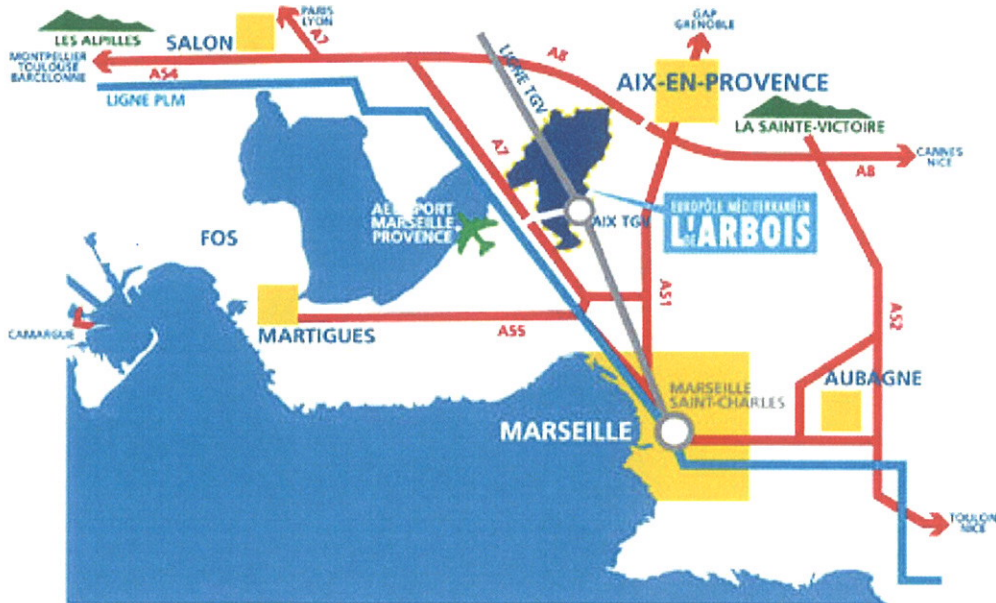 PARIS
LYON
GAP
GRENOBLE
LES ALPILLES
SALON
A7
A8
MONTPELLIER
TOULOUSE
BARCELONNE
A54
LIGNE PLM
LIGNE TGV
AIX-EN-PROVENCE
LA SAINTE-VICTOIRE
CANNES
NICE
A8
A7
AÉROPORT
MARSEILLE
PROVENCE
AIX TGV
EUROPÔLE MÉDITERRANÉEN
DE L'ARBOIS
FOS
A51
A52
CAMARGUE
MARTIGUES
A55
AUBAGNE
MARSEILLE
SAINT-CHARLES
MARSEILLE
TOULON
NICE